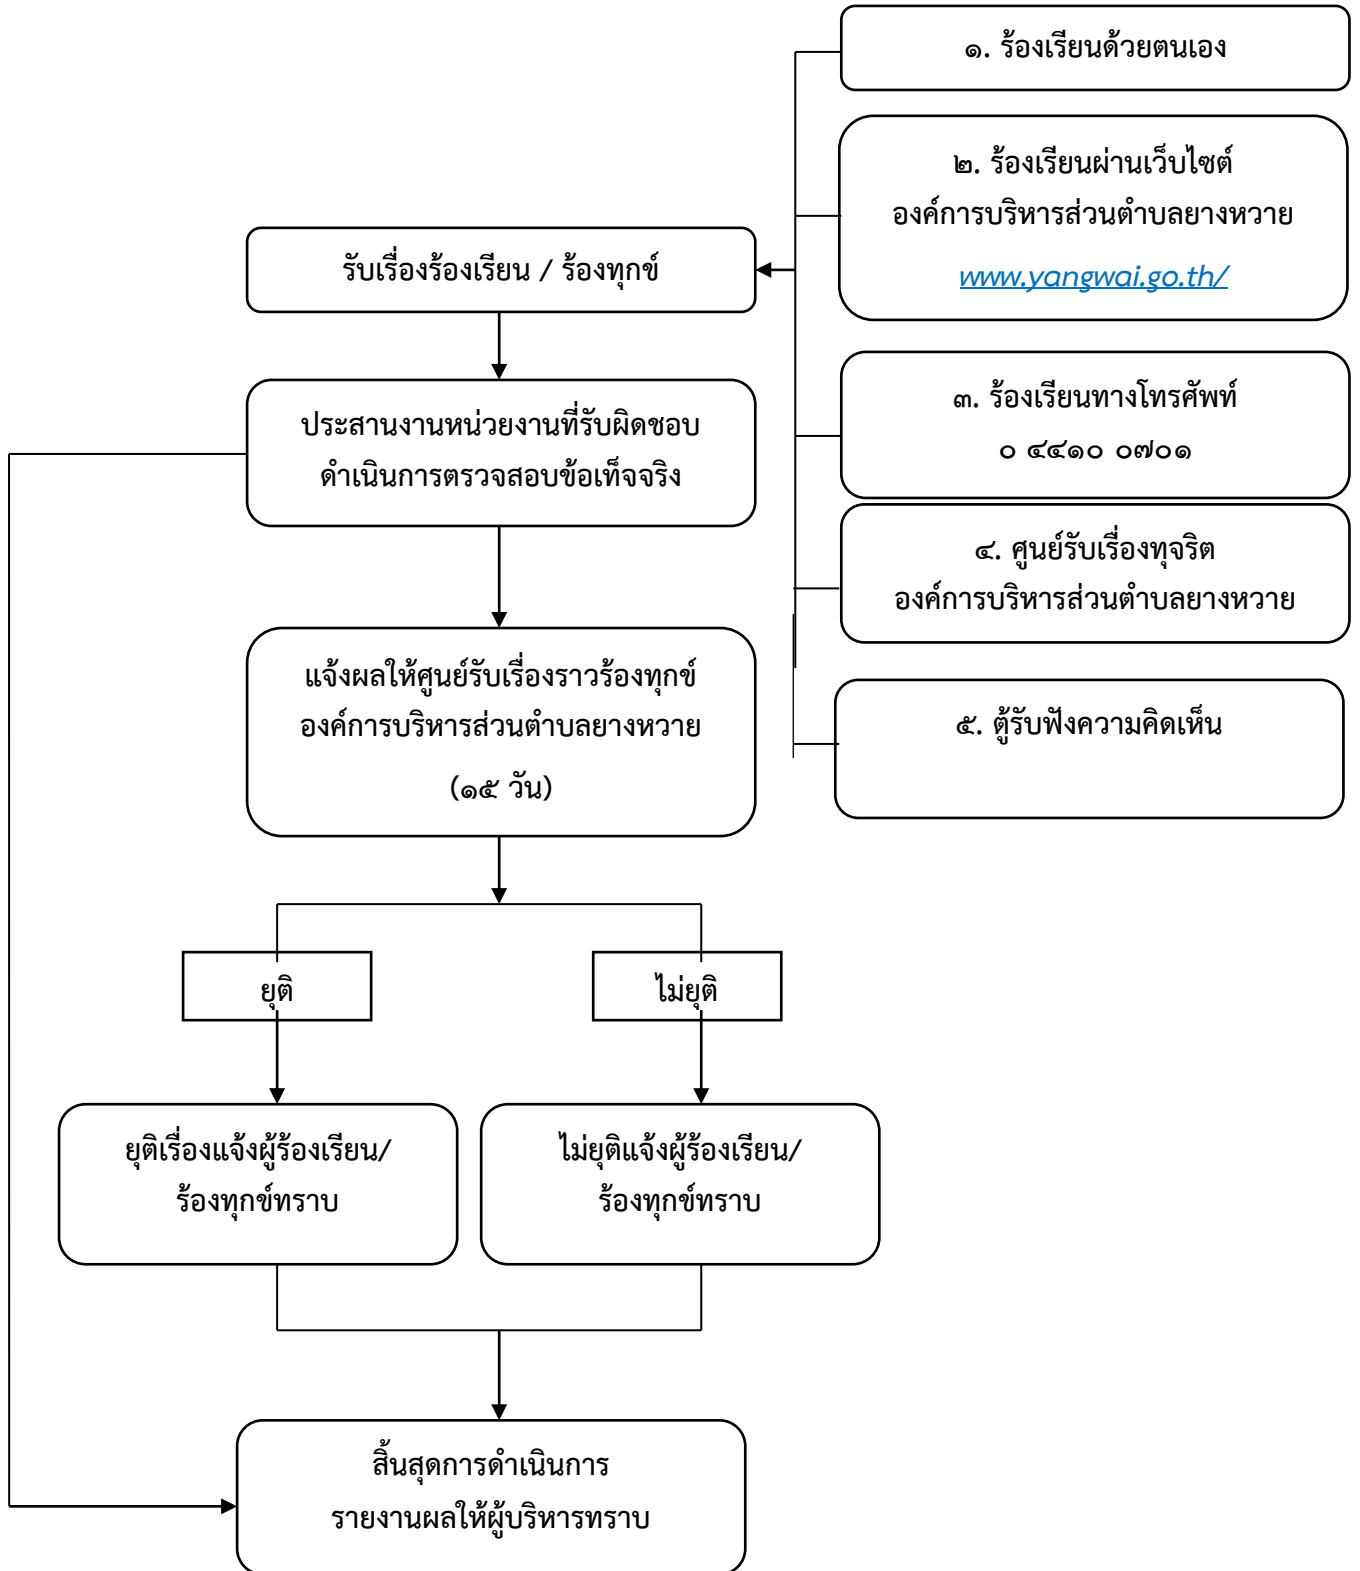 ๑. ร้องเรียนด้วยตนเอง
๒. ร้องเรียนผ่านเว็บไซต์
องค์การบริหารส่วนตำบลยางหวาย
www.yangwai.go.th/
รับเรื่องร้องเรียน / ร้องทุกข์
๓. ร้องเรียนทางโทรศัพท์
๐ ๔๔๑๐ ๐๗๐๑
ประสานงานหน่วยงานที่รับผิดชอบ
ดำเนินการตรวจสอบข้อเท็จจริง
๔. ศูนย์รับเรื่องทุจริต
องค์การบริหารส่วนตำบลยางหวาย
แจ้งผลให้ศูนย์รับเรื่องราวร้องทุกข์
องค์การบริหารส่วนตำบลยางหวาย
(๑๕ วัน)
๕. ตู้รับฟังความคิดเห็น
ยุติ
ไม่ยุติ
ยุติเรื่องแจ้งผู้ร้องเรียน/
ร้องทุกข์ทราบ
ไม่ยุติแจ้งผู้ร้องเรียน/
ร้องทุกข์ทราบ
สิ้นสุดการดำเนินการ
รายงานผลให้ผู้บริหารทราบ